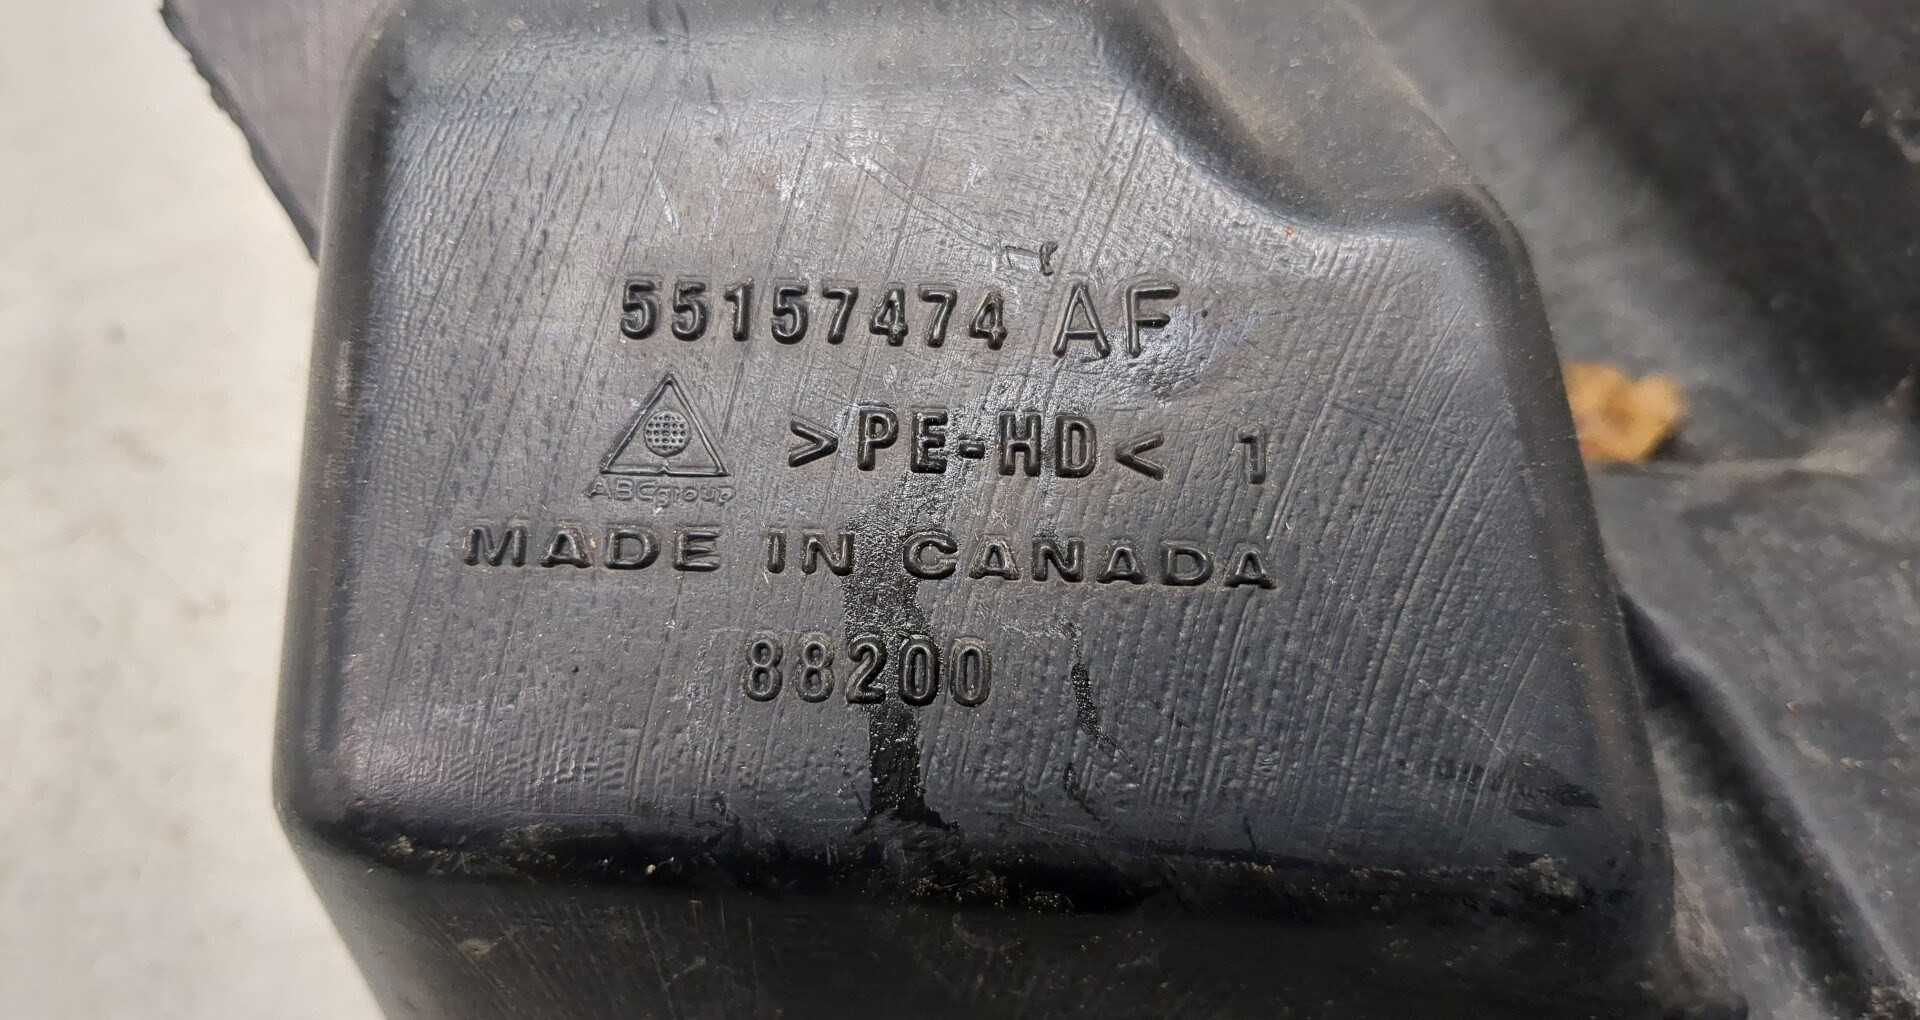 55157474 AF
>PE-HD< 1
ABCgroup
MADE IN CANADA
88200